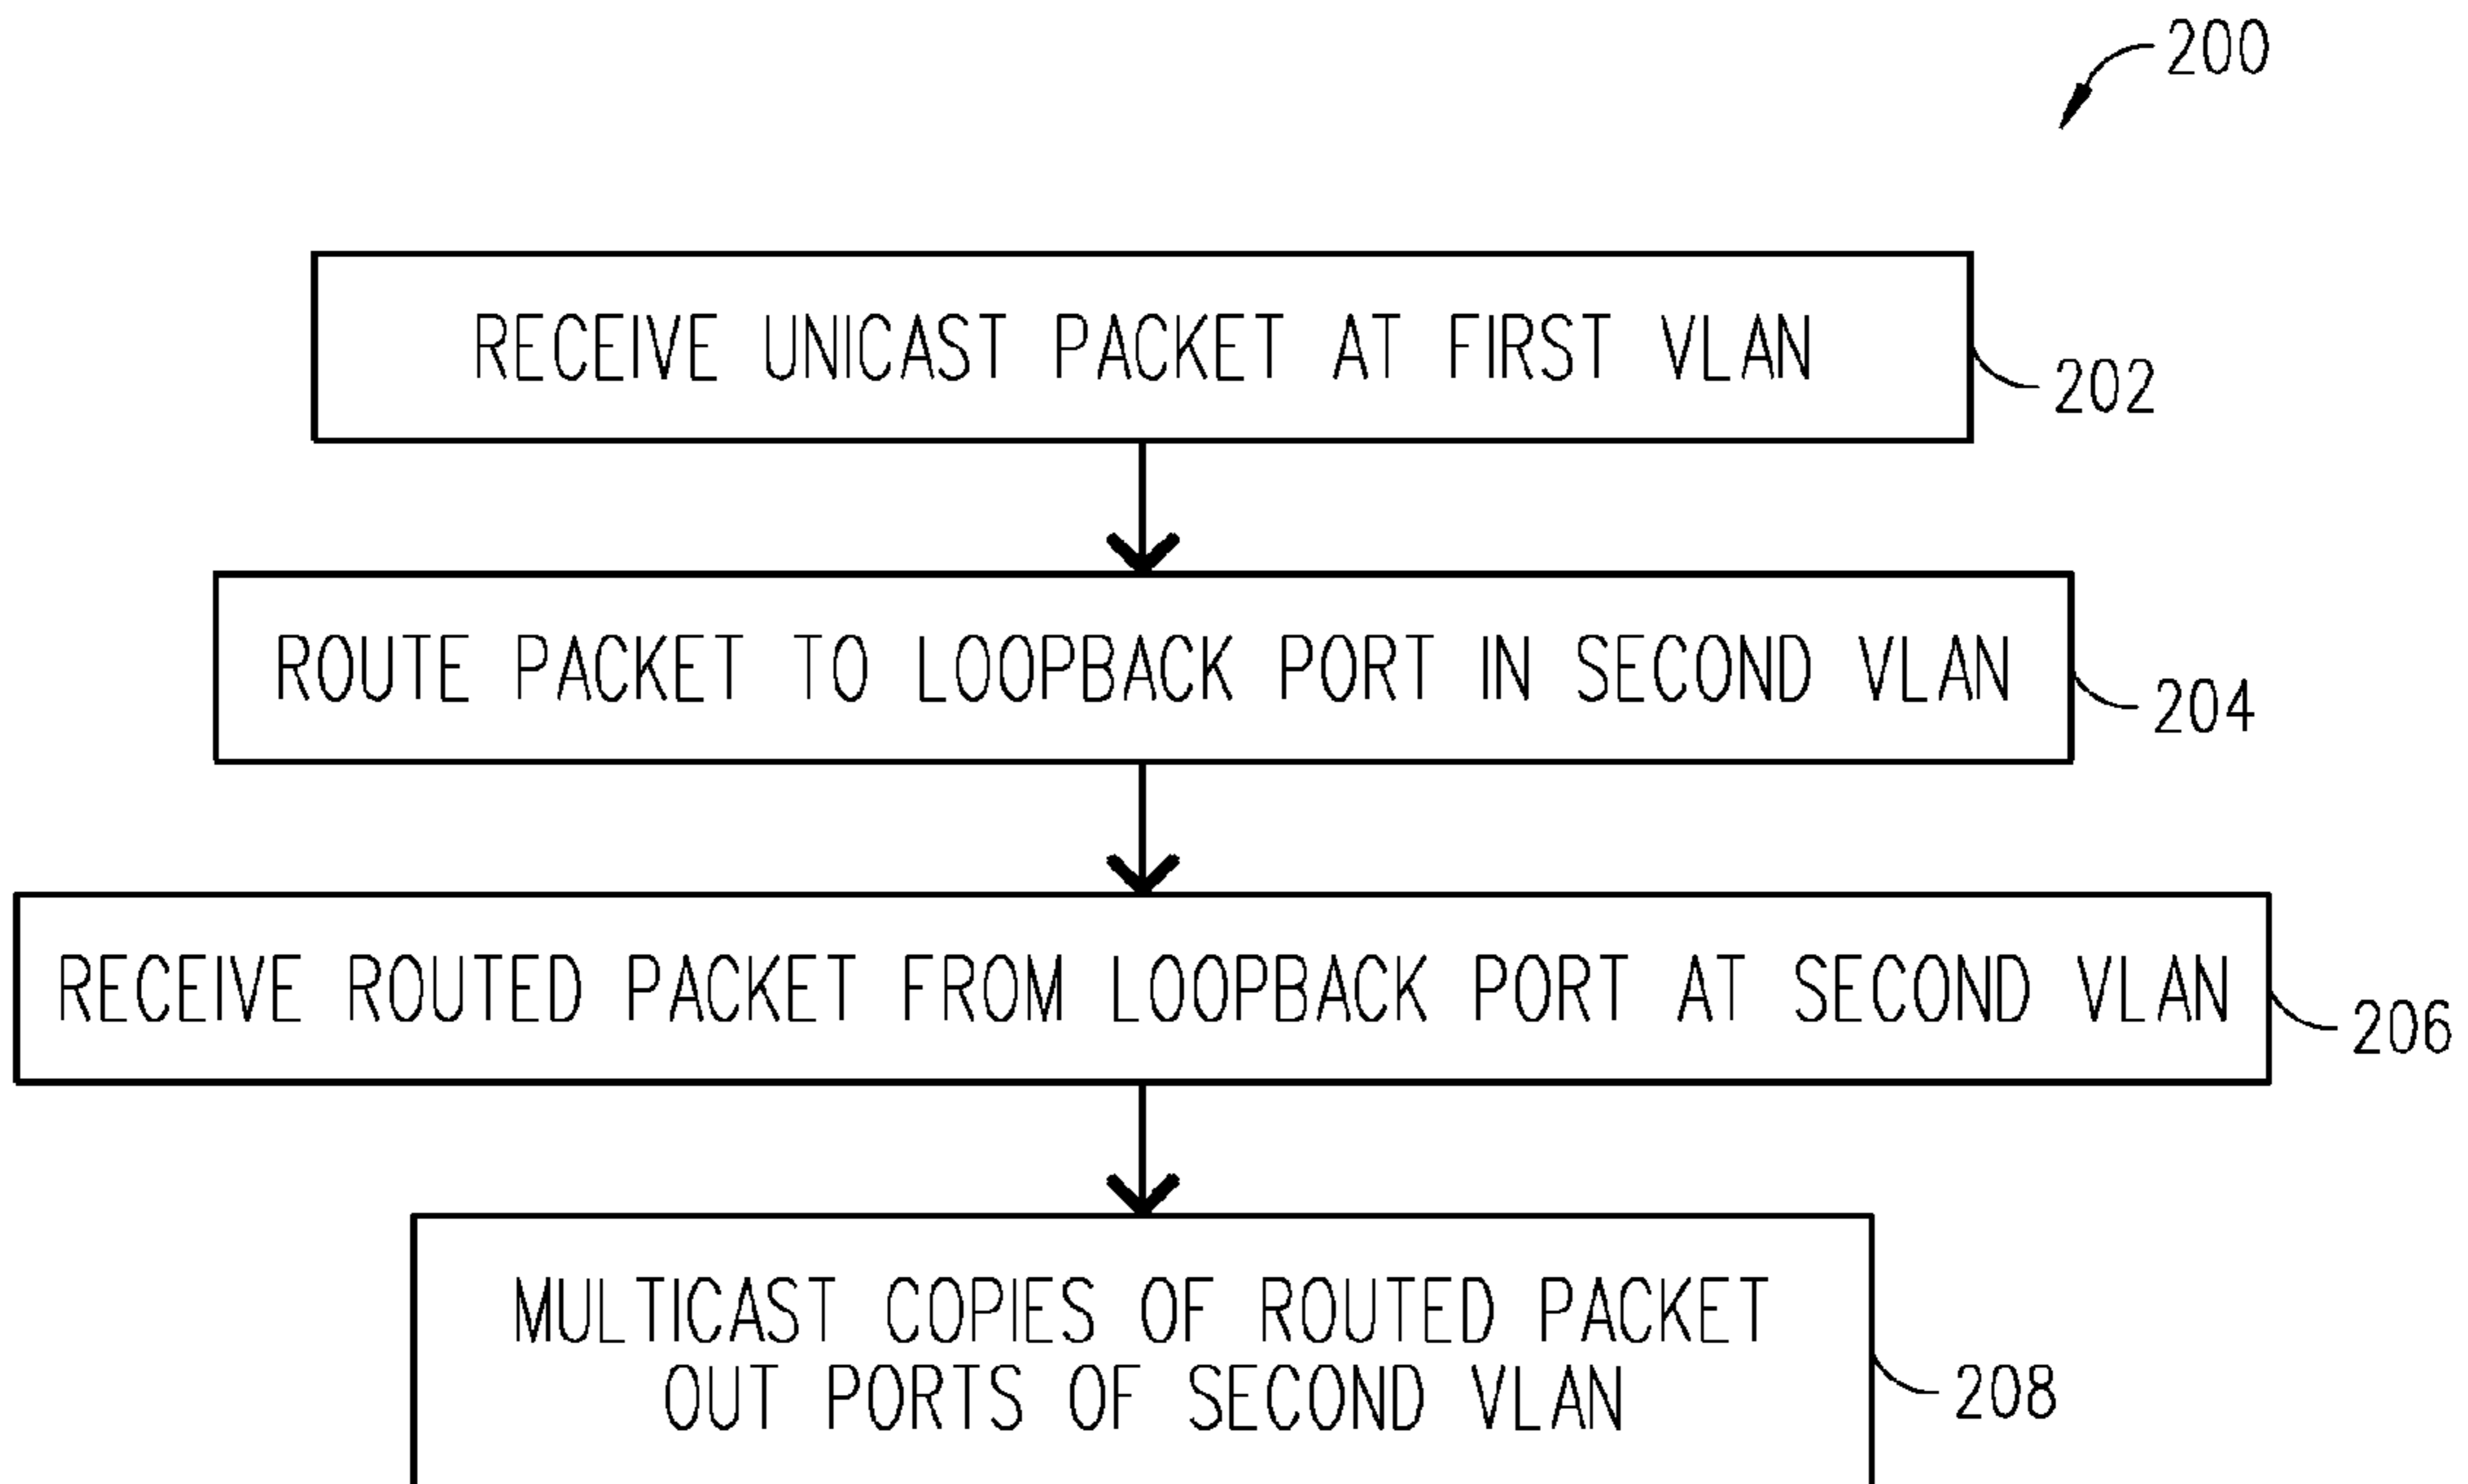 200
RECEIVE UNICAST PACKET AT FIRST VLAN
202
ROUTE PACKET TO LOOPBACK PORT IN SECOND VLAN
204
RECEIVE ROUTED PACKET FROM LOOPBACK PORT AT SECOND VLAN
206
MULTICAST COPIES OF ROUTED PACKET
OUT PORTS OF SECOND VLAN
208